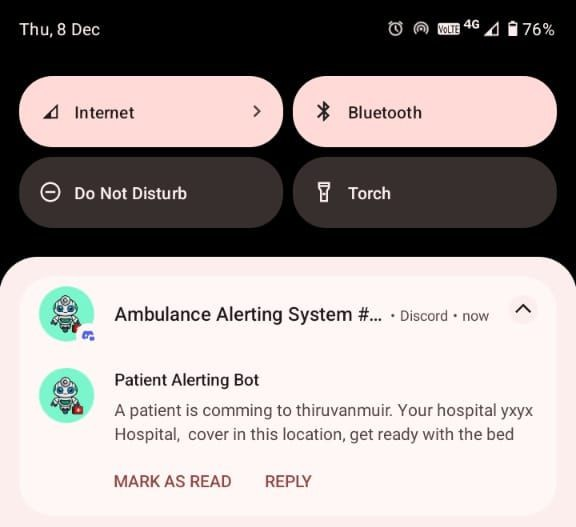 Thu, 8 Dec VoLTE 4G 76%
Internet Bluetooth
Do Not Disturb Torch
Ambulance Alerting System #... • Discord • now
Patient Alerting Bot
A patient is comming to thiruvanmuir. Your hospital yxyx
Hospital, cover in this location, get ready with the bed
MARK AS READ REPLY